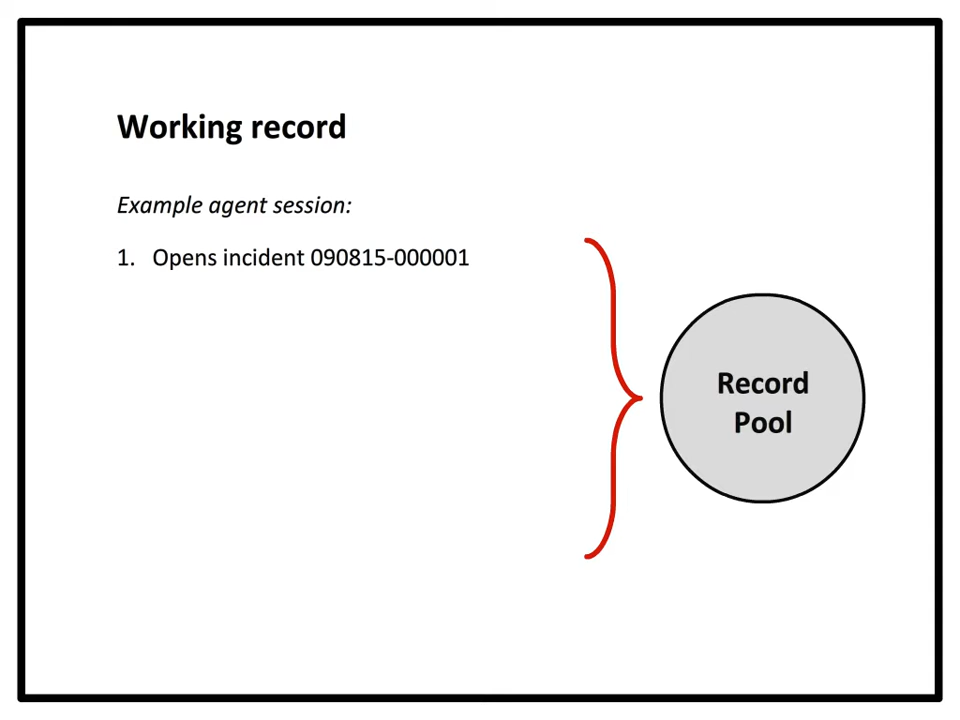 Working record
Example agent session:
1. Opens incident 090815-000001
Record
Pool